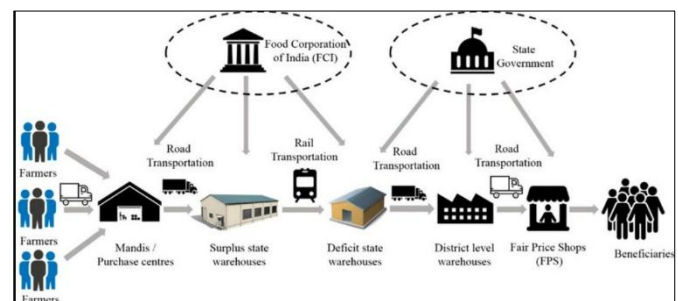 Food Corporation
of India (FCI)
State
Government
Road
Transportation
Rail
Transportation
Road
Transportation
Road
Transportation
Farmers
Farmers
Farmers
Mandis /
Purchase centres
Surplus state
warehouses
Deficit state
warehouses
District level
warehouses
Fair Price Shops
(FPS)
Beneficiaries